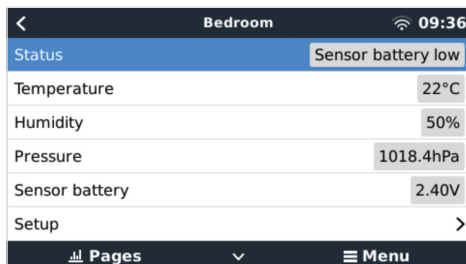 Bedroom 09:36
Status Sensor battery low
Temperature 22°C
Humidity 50%
Pressure 1018.4hPa
Sensor battery 2.40V
Setup
Pages Menu